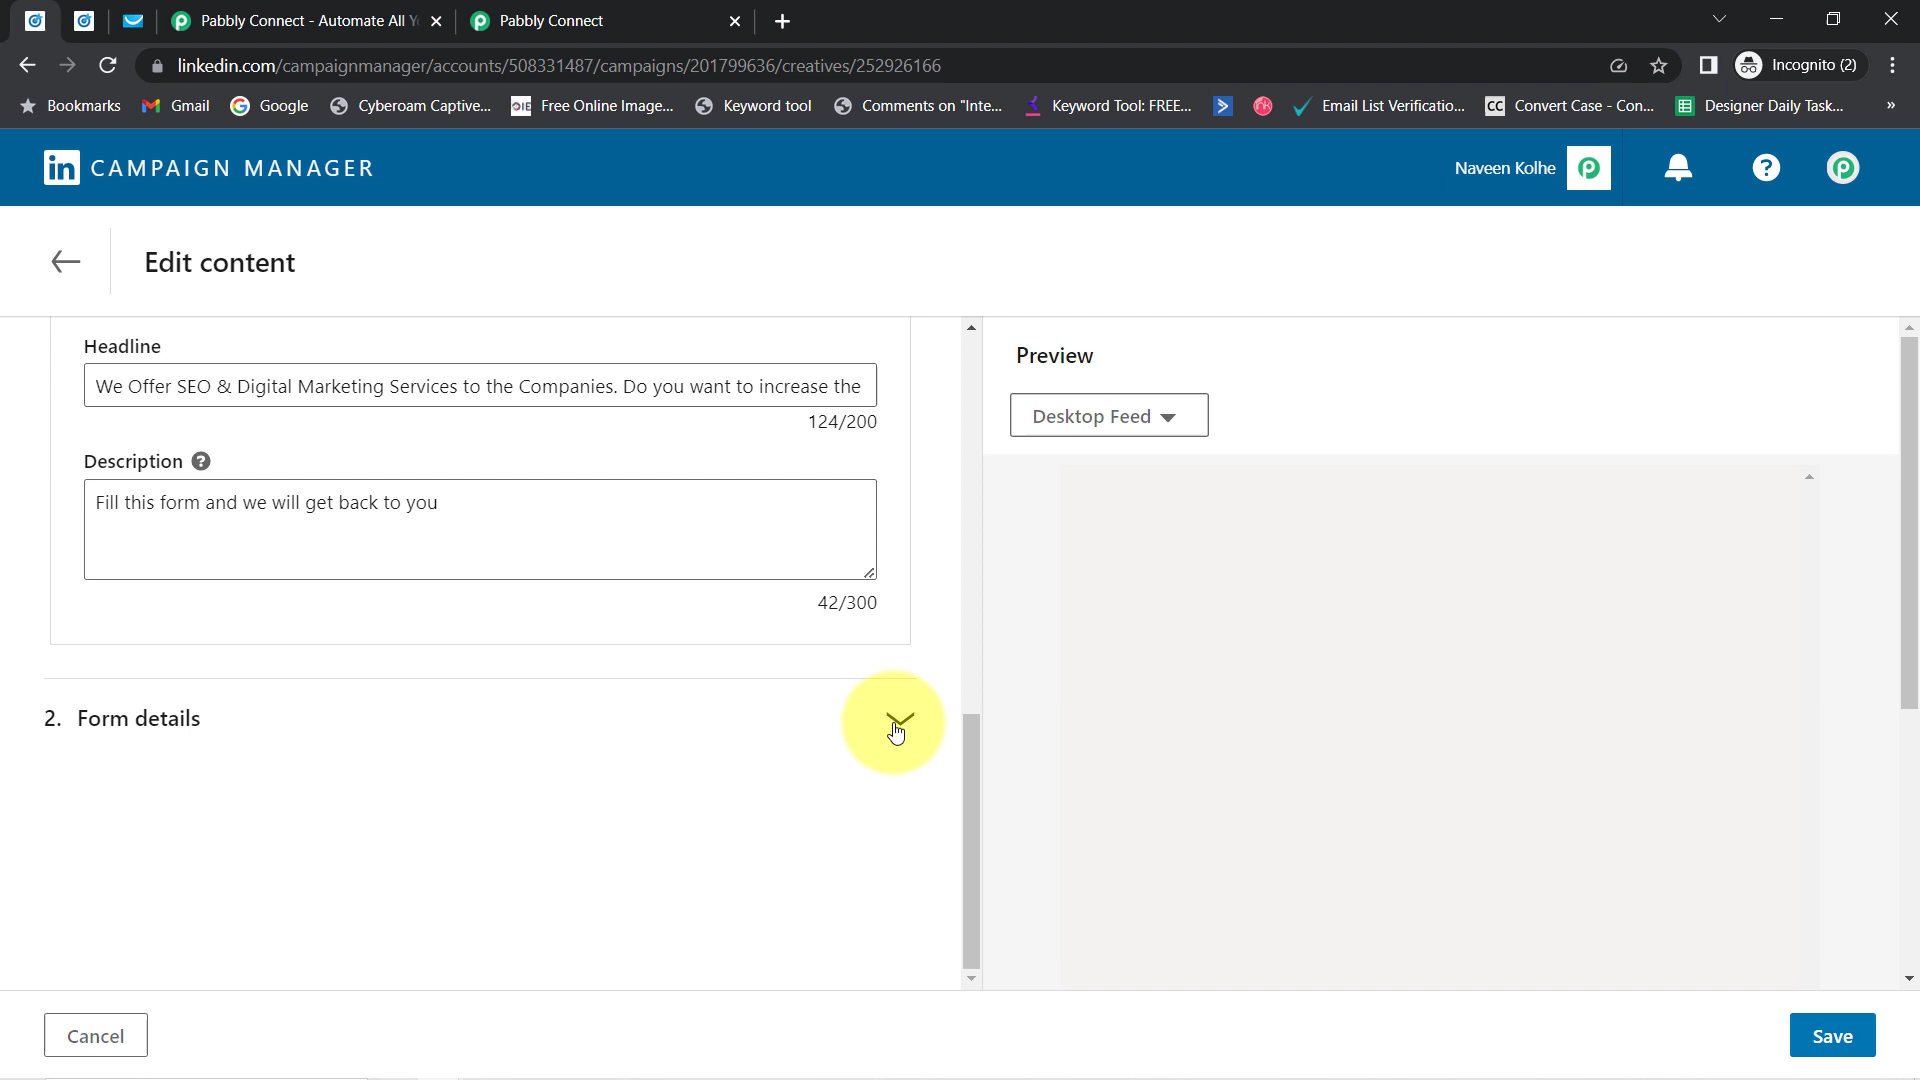 Pabbly Connect - Automate All Y
Pabbly Connect
linkedin.com/campaignmanager/accounts/508331487/campaigns/201799636/creatives/252926166
Incognito (2)
Bookmarks
Gmail
Google
Cyberoam Captive...
OIE
Free Online Image...
Keyword tool
Comments on "Inte...
Keyword Tool: FREE...
Email List Verificatio...
CC
Convert Case - Con...
Designer Daily Task...
»
in CAMPAIGN MANAGER
Naveen Kolhe
Edit content
Headline
We Offer SEO & Digital Marketing Services to the Companies. Do you want to increase the
124/200
Description
Fill this form and we will get back to you
42/300
2. Form details
Preview
Desktop Feed
Cancel
Save